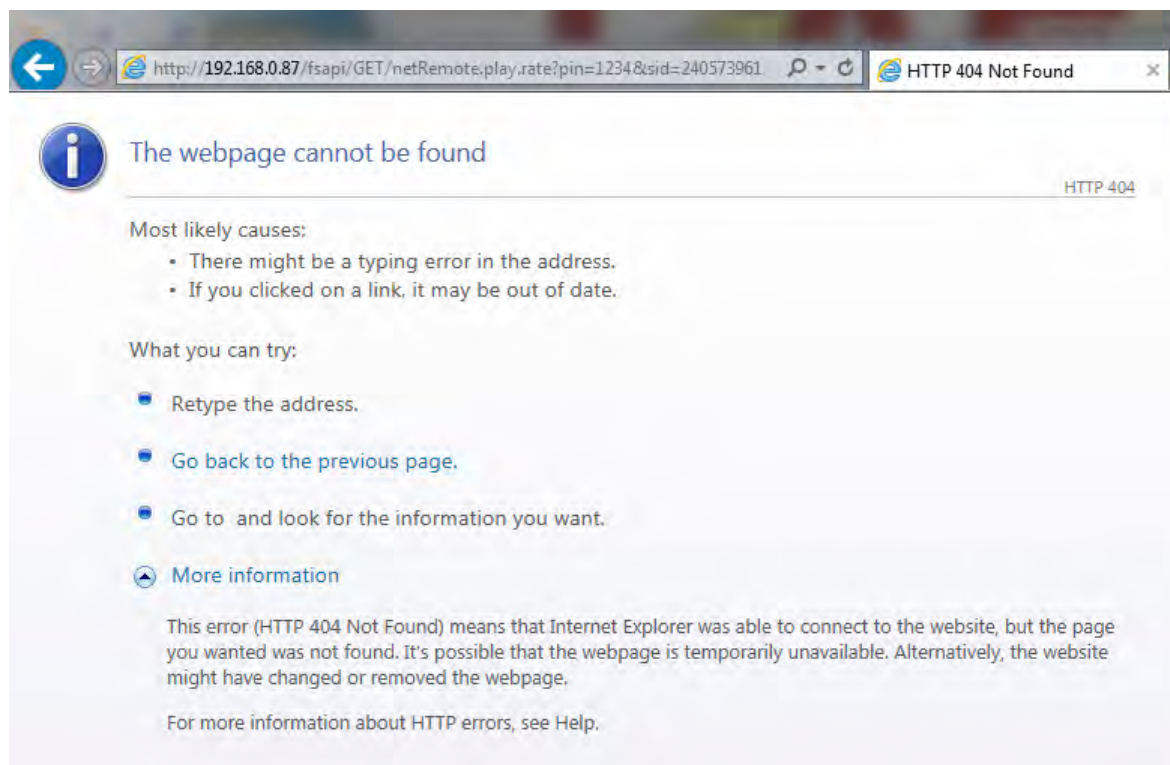 http://192.168.0.87/fsapi/GET/netRemote.play.rate?pin=1234&sid=240573961
HTTP 404 Not Found
The webpage cannot be found
HTTP 404
Most likely causes:
• There might be a typing error in the address.
• If you clicked on a link, it may be out of date.
What you can try:
Retype the address.
Go back to the previous page.
Go to  and look for the information you want.
More information
This error (HTTP 404 Not Found) means that Internet Explorer was able to connect to the website, but the page
you wanted was not found. It's possible that the webpage is temporarily unavailable. Alternatively, the website
might have changed or removed the webpage.
For more information about HTTP errors, see Help.